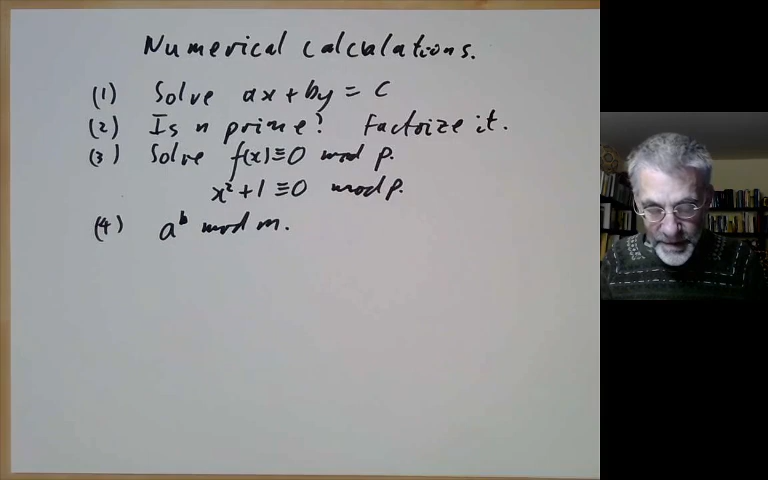 Numerical calculations.
(1) Solve ax + by = c
(2) Is n prime? Factorize it.
(3) Solve f(x) ≡ 0 mod p.
x² + 1 ≡ 0 mod p.
(4) aᵇ mod m.